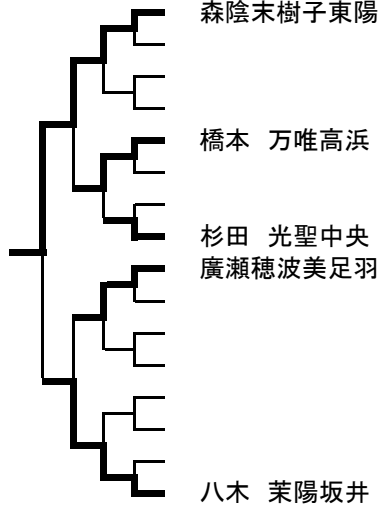 森陰末樹子東陽
橋本　万唯高浜
杉田　光聖中央
廣瀬穂波美足羽
八木　茉陽坂井